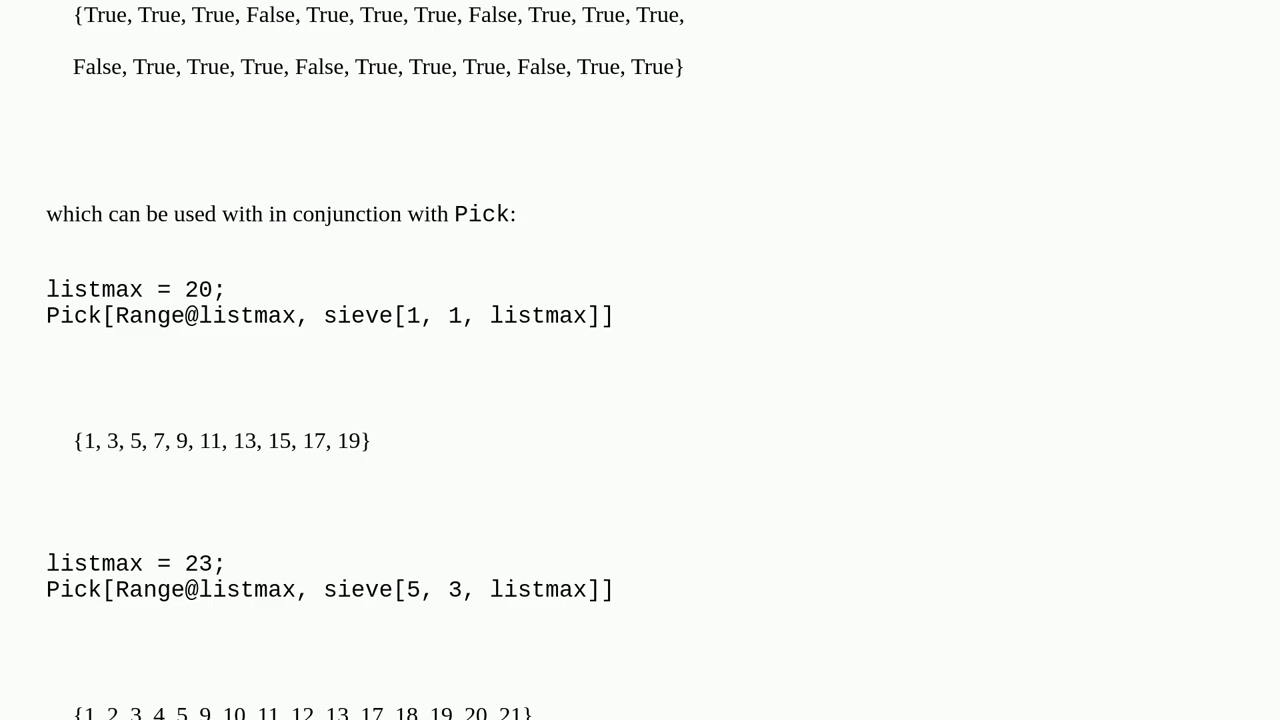 {True, True, True, False, True, True, True, False, True, True, True,
False, True, True, True, False, True, True, True, False, True, True}
which can be used with in conjunction with Pick:
listmax = 20;
Pick[Range@listmax, sieve[1, 1, listmax]]
{1, 3, 5, 7, 9, 11, 13, 15, 17, 19}
listmax = 23;
Pick[Range@listmax, sieve[5, 3, listmax]]
{1, 2, 3, 4, 5, 9, 10, 11, 12, 13, 17, 18, 19, 20, 21}